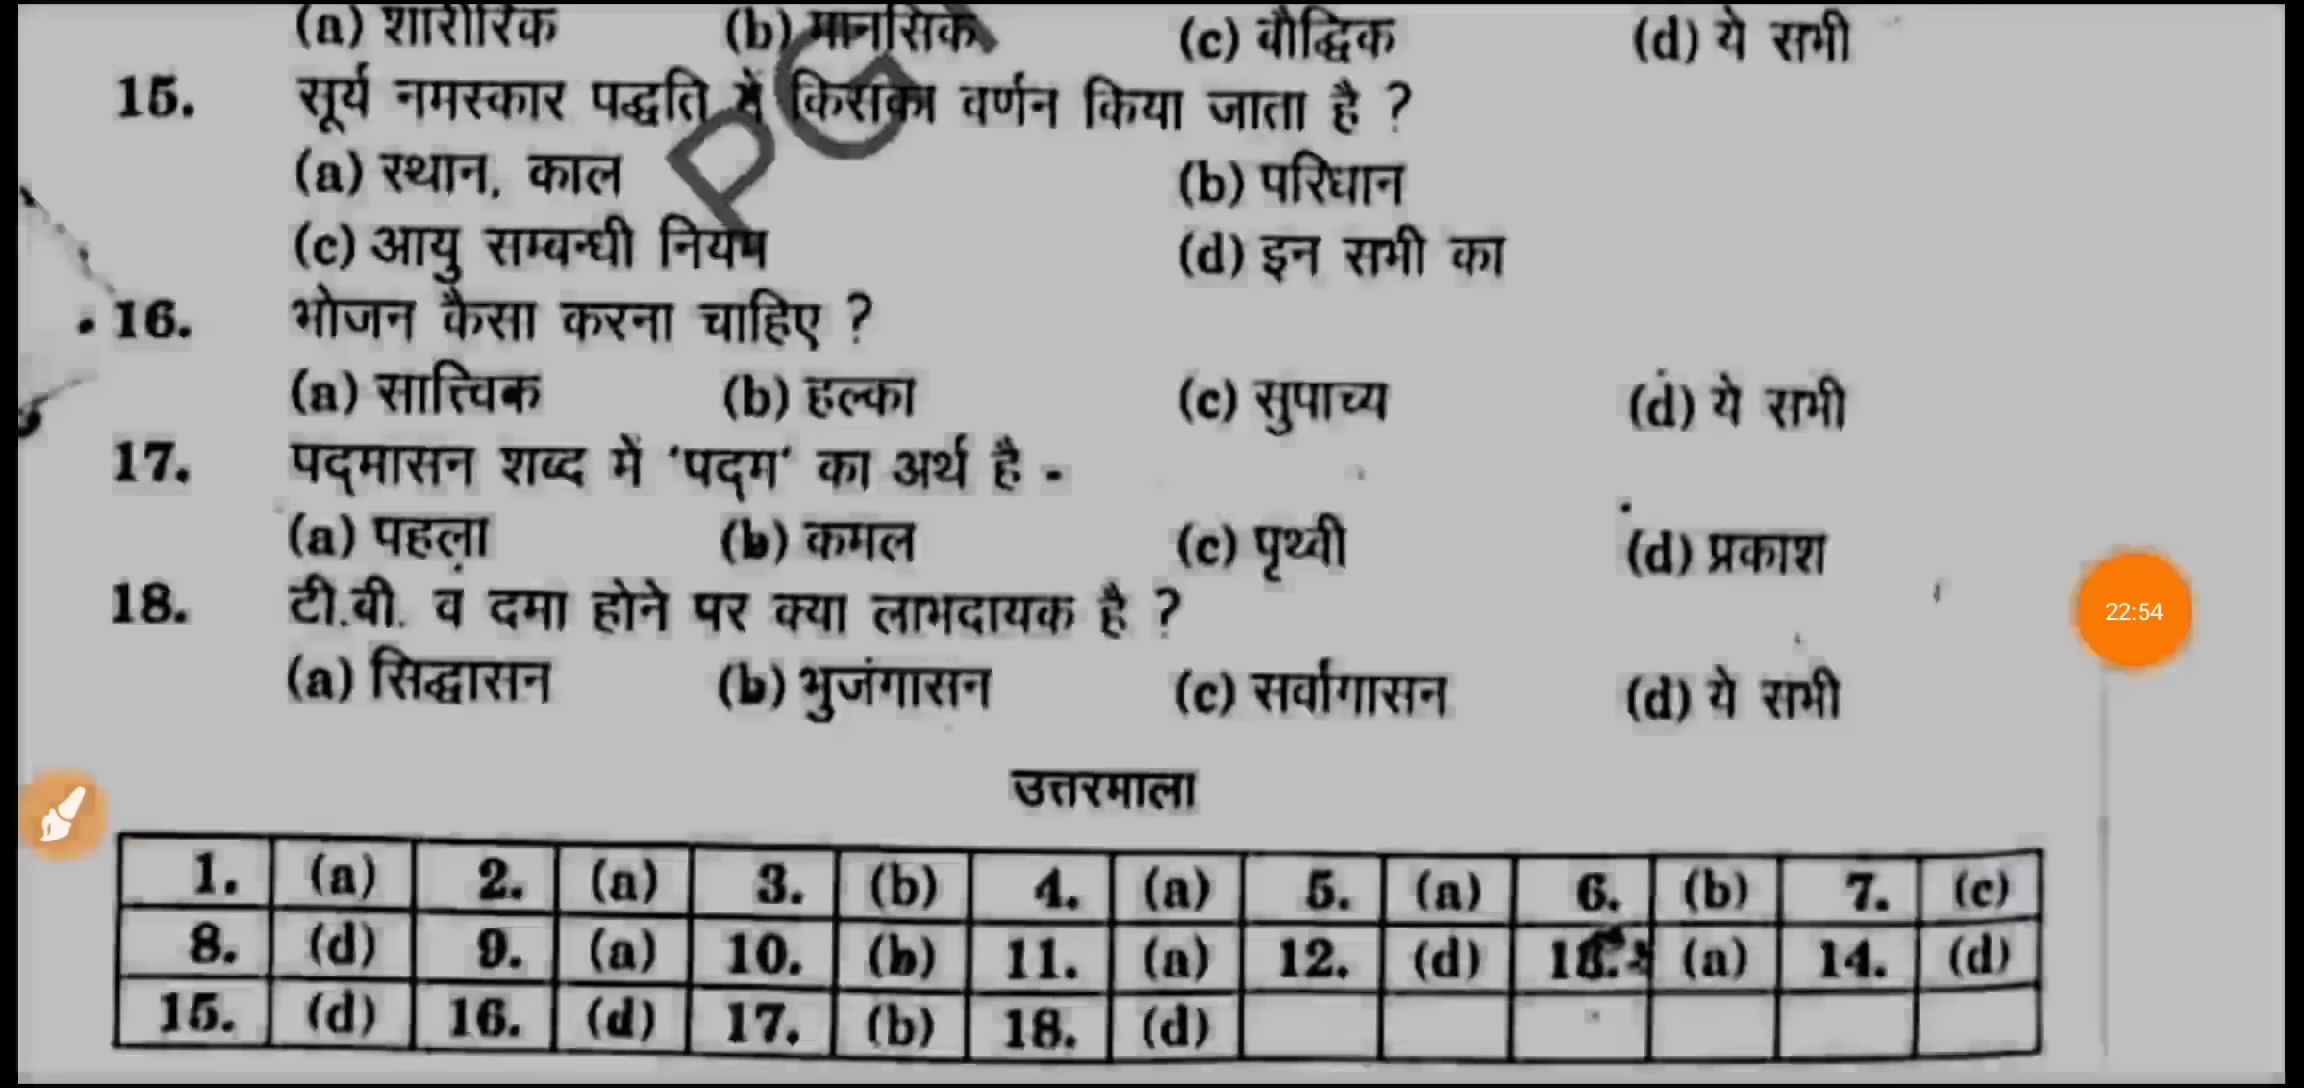 (a) शारीरिक (b) मानसिक (c) बौद्धिक (d) ये सभी
15. सूर्य नमस्कार पद्धति में किसका वर्णन किया जाता है ?
(a) स्थान, काल (b) परिधान
(c) आयु सम्बन्धी नियम (d) इन सभी का
16. भोजन कैसा करना चाहिए ?
(a) सात्त्विक (b) हल्का (c) सुपाच्य (d) ये सभी
17. पद्मासन शब्द में 'पद्म' का अर्थ है -
(a) पहला (b) कमल (c) पृथ्वी (d) प्रकाश
18. टी.बी. व दमा होने पर क्या लाभदायक है ?
(a) सिद्धासन (b) भुजंगासन (c) सर्वांगासन (d) ये सभी
22:54
उत्तरमाला
1. (a) 2. (a) 3. (b) 4. (a) 5. (a) 6. (b) 7. (c)
8. (d) 9. (a) 10. (b) 11. (a) 12. (d) 13. (a) 14. (d)
15. (d) 16. (d) 17. (b) 18. (d)